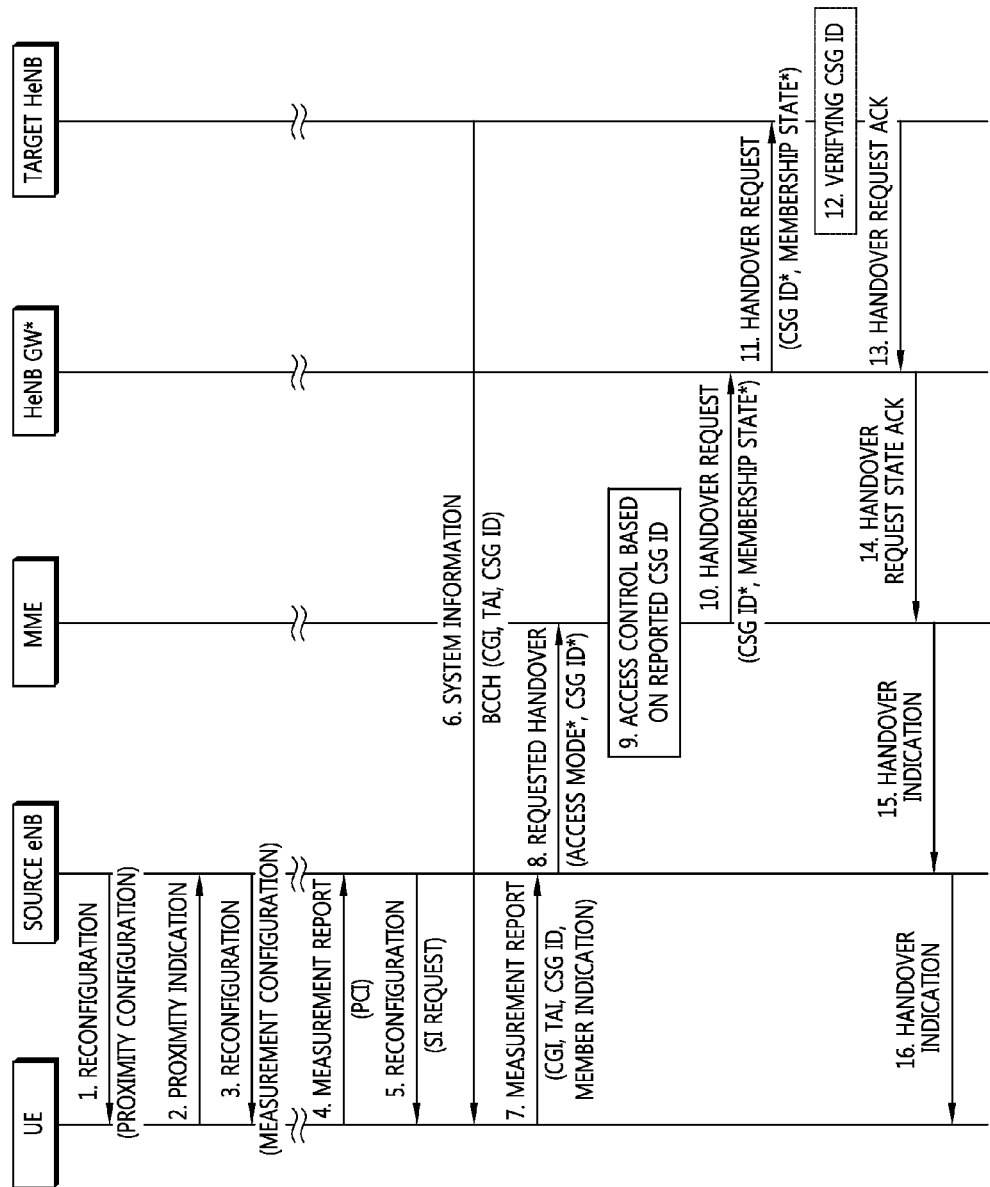 UE
SOURCE eNB
MME
HeNB GW*
TARGET HeNB
1. RECONFIGURATION
(PROXIMITY CONFIGURATION)
2. PROXIMITY INDICATION
3. RECONFIGURATION
(MEASUREMENT CONFIGURATION)
4. MEASUREMENT REPORT
(PCI)
5. RECONFIGURATION
(SI REQUEST)
6. SYSTEM INFORMATION
BCCH (CGI, TAI, CSG ID)
7. MEASUREMENT REPORT
(CGI, TAI, CSG ID,
MEMBER INDICATION)
8. REQUESTED HANDOVER
(ACCESS MODE*, CSG ID*)
9. ACCESS CONTROL BASED
ON REPORTED CSG ID
10. HANDOVER REQUEST
(CSG ID*, MEMBERSHIP STATE*)
11. HANDOVER REQUEST
(CSG ID*, MEMBERSHIP STATE*)
12. VERIFYING CSG ID
13. HANDOVER REQUEST ACK
14. HANDOVER
REQUEST STATE ACK
15. HANDOVER
INDICATION
16. HANDOVER
INDICATION